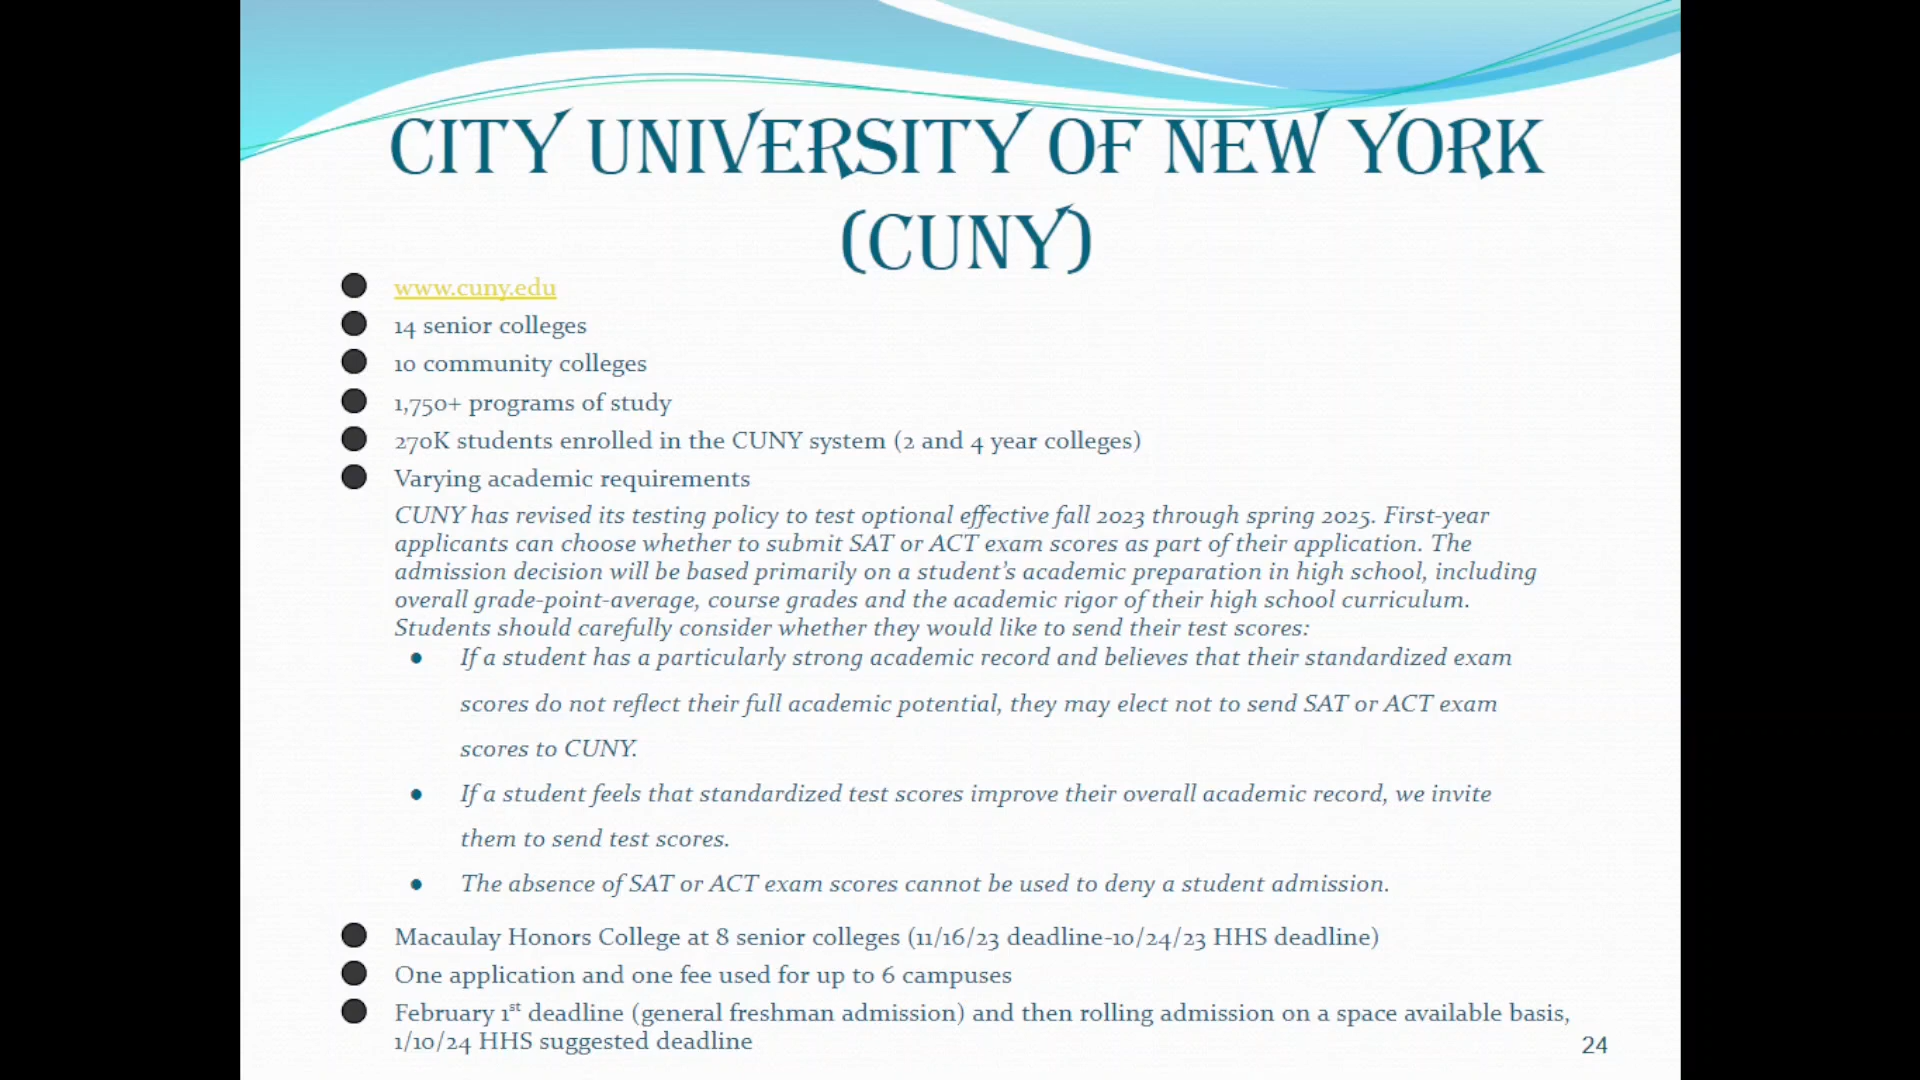 CITY UNIVERSITY OF NEW YORK
(CUNY)
www.cuny.edu
14 senior colleges
10 community colleges
1,750+ programs of study
270K students enrolled in the CUNY system (2 and 4 year colleges)
Varying academic requirements
CUNY has revised its testing policy to test optional effective fall 2023 through spring 2025. First-year
applicants can choose whether to submit SAT or ACT exam scores as part of their application. The
admission decision will be based primarily on a student’s academic preparation in high school, including
overall grade-point-average, course grades and the academic rigor of their high school curriculum.
Students should carefully consider whether they would like to send their test scores:
If a student has a particularly strong academic record and believes that their standardized exam
scores do not reflect their full academic potential, they may elect not to send SAT or ACT exam
scores to CUNY.
If a student feels that standardized test scores improve their overall academic record, we invite
them to send test scores.
The absence of SAT or ACT exam scores cannot be used to deny a student admission.
Macaulay Honors College at 8 senior colleges (11/16/23 deadline-10/24/23 HHS deadline)
One application and one fee used for up to 6 campuses
February 1st deadline (general freshman admission) and then rolling admission on a space available basis,
1/10/24 HHS suggested deadline
24